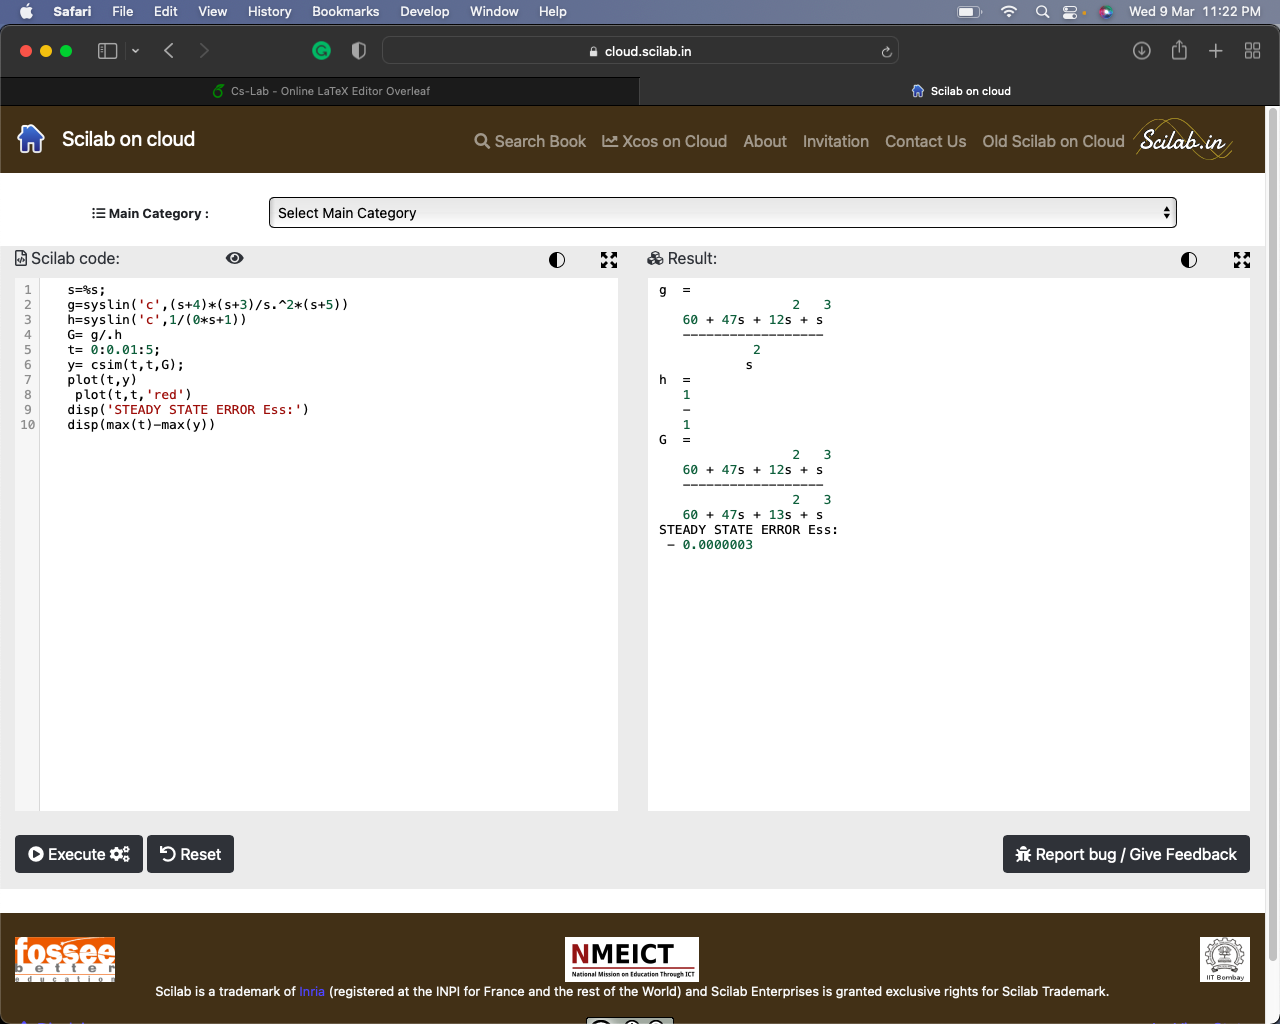 Safari File Edit View History Bookmarks Develop Window Help Wed 9 Mar 11:22 PM
cloud.scilab.in
Cs-Lab - Online LaTeX Editor Overleaf
Scilab on cloud
Scilab on cloud
Search Book Xcos on Cloud About Invitation Contact Us Old Scilab on Cloud Scilab.in
Main Category :
Select Main Category
Scilab code:
1 s=%s;
2 g=syslin('c',(s+4)*(s+3)/s.^2*(s+5))
3 h=syslin('c',1/(0*s+1))
4 G= g/.h
5 t= 0:0.01:5;
6 y= csim(t,t,G);
7 plot(t,y)
8 plot(t,t,'red')
9 disp('STEADY STATE ERROR Ess:')
10 disp(max(t)-max(y))
Result:
g =
2 3
60 + 47s + 12s + s
------------------
2
s
h =
1
-
1
G =
2 3
60 + 47s + 12s + s
------------------
2 3
60 + 47s + 13s + s
STEADY STATE ERROR Ess:
- 0.0000003
Execute
Reset
Report bug / Give Feedback
fossee
better
education
NMEICT
National Mission on Education Through ICT
IIT Bombay
Scilab is a trademark of Inria (registered at the INPI for France and the rest of the World) and Scilab Enterprises is granted exclusive rights for Scilab Trademark.